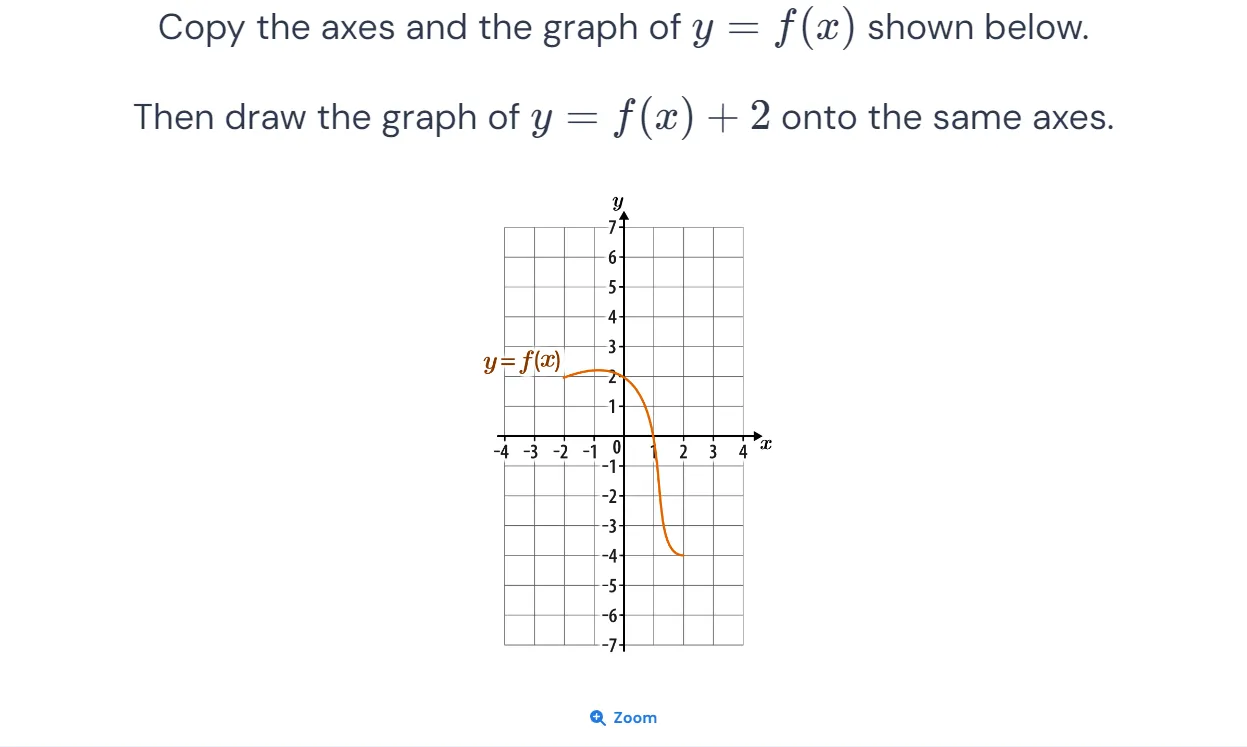 Copy the axes and the graph of y = f(x) shown below.
Then draw the graph of y = f(x) + 2 onto the same axes.
y
7
6
5
4
y = f(x)
3
2
1
-4 -3 -2 -1 0 1 2 3 4 x
-1
-2
-3
-4
-5
-6
-7
Zoom